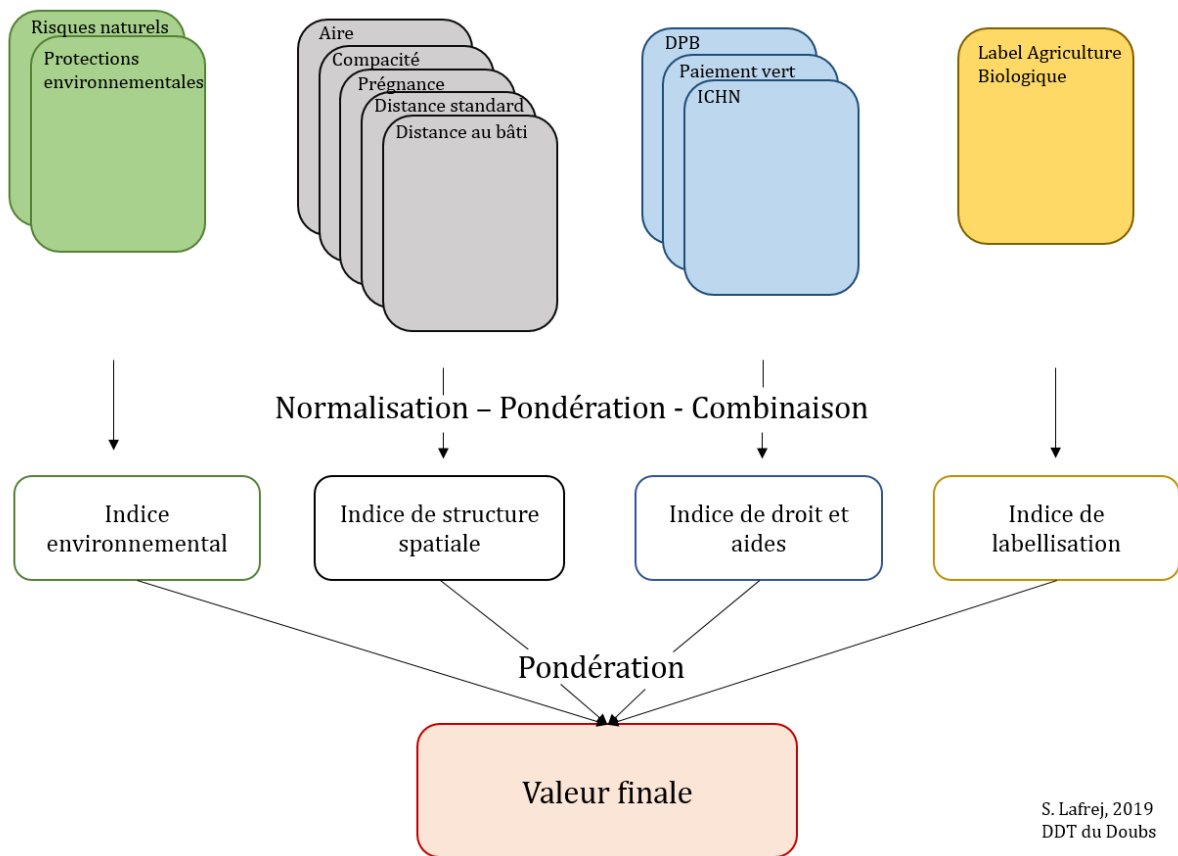 Risques naturels
Protections
environnementales
Aire
Compacité
Prégnance
Distance standard
Distance au bâti
DPB
Paiement vert
ICHN
Label Agriculture
Biologique
Normalisation – Pondération - Combinaison
Indice
environnemental
Indice de structure
spatiale
Indice de droit et
aides
Indice de
labellisation
Pondération
Valeur finale
S. Lafrej, 2019
DDT du Doubs